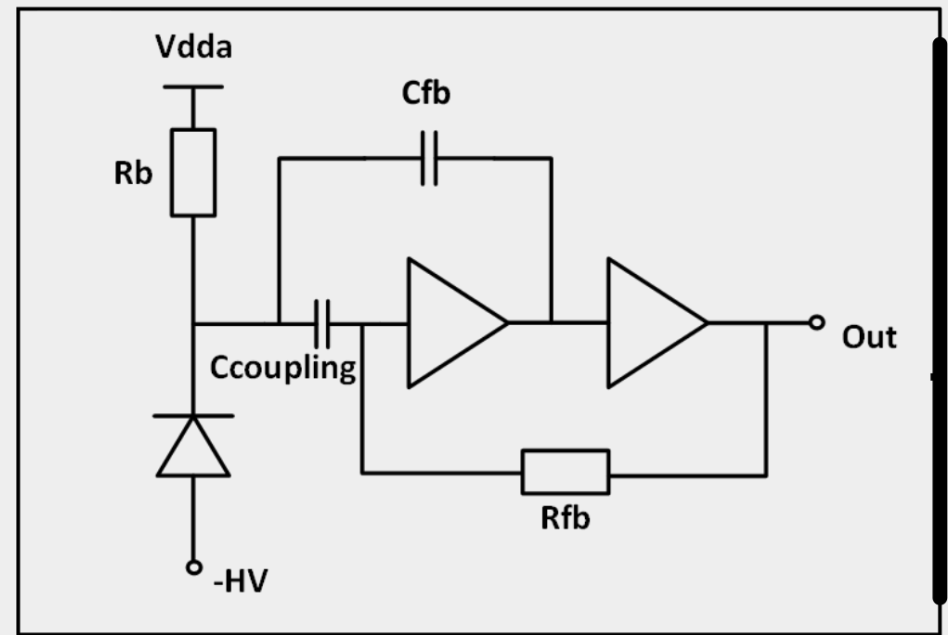 Vdda
Cfb
Rb
Ccoupling
Out
Rfb
-HV